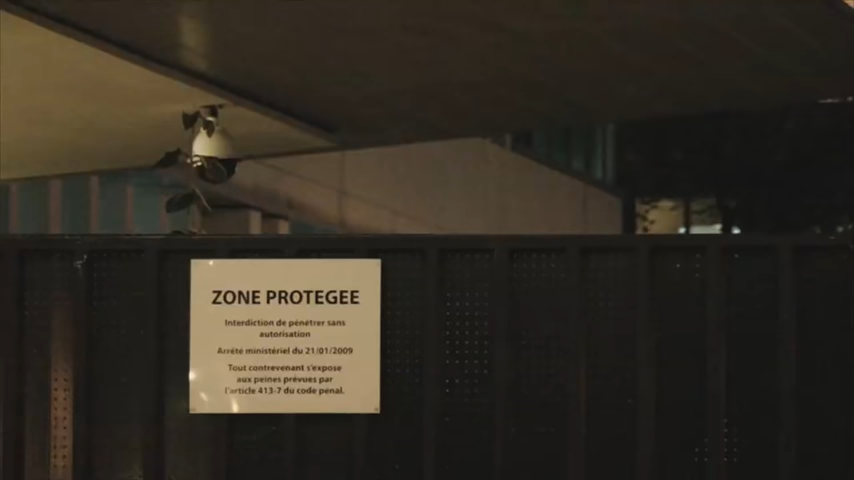 ZONE PROTEGEE
Interdiction de pénétrer sans
autorisation
Arrêté ministériel du 21/01/2009
Tout contrevenant s'expose
aux peines prévues par
l'article 413-7 du code pénal.